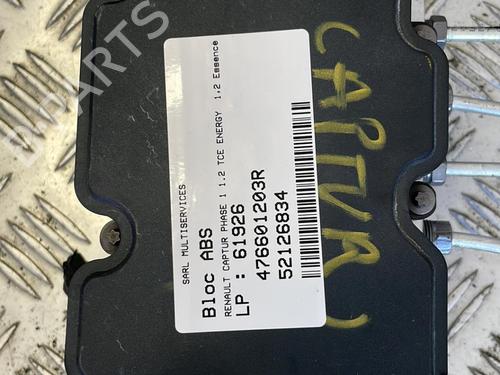 SARL MULTISERVICES
Bloc ABS
RENAULT CAPTUR PHASE 1 1.2 TCE ENERGY 1.2 Essence
LP : 61926
476601203R
52126834
CAPTUR